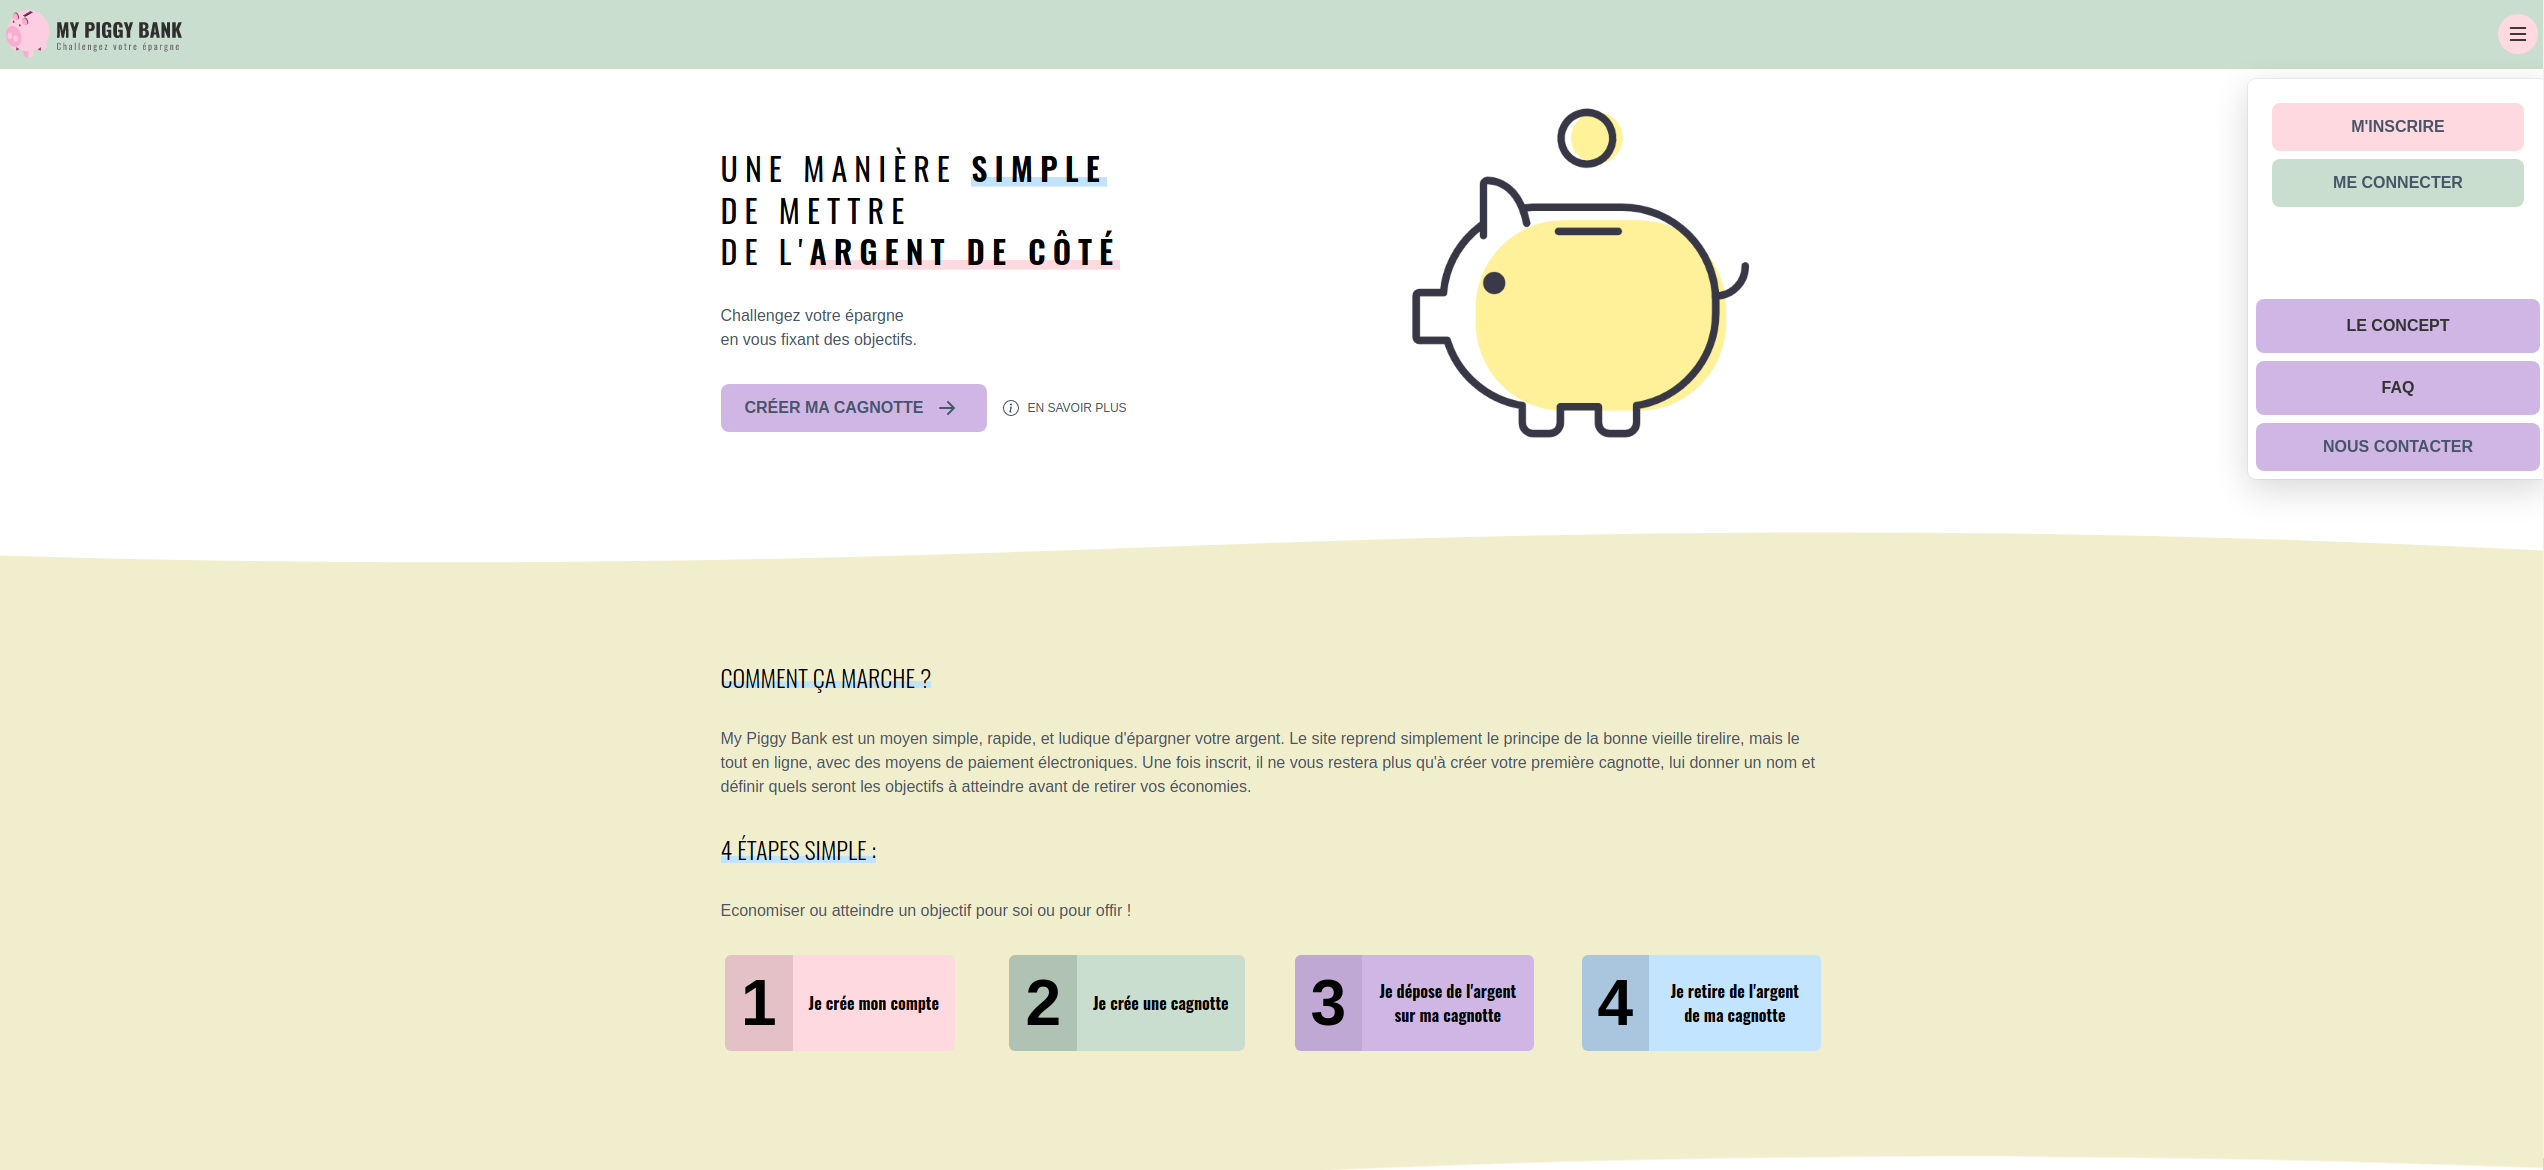 MY PIGGY BANK
Challengez votre épargne
M'INSCRIRE
ME CONNECTER
LE CONCEPT
FAQ
NOUS CONTACTER
UNE MANIÈRE SIMPLE
DE METTRE
DE L'ARGENT DE CÔTÉ
Challengez votre épargne
en vous fixant des objectifs.
CRÉER MA CAGNOTTE
EN SAVOIR PLUS
COMMENT ÇA MARCHE ?
My Piggy Bank est un moyen simple, rapide, et ludique d'épargner votre argent. Le site reprend simplement le principe de la bonne vieille tirelire, mais le
tout en ligne, avec des moyens de paiement électroniques. Une fois inscrit, il ne vous restera plus qu'à créer votre première cagnotte, lui donner un nom et
définir quels seront les objectifs à atteindre avant de retirer vos économies.
4 ÉTAPES SIMPLE :
Economiser ou atteindre un objectif pour soi ou pour offir !
1
Je crée mon compte
2
Je crée une cagnotte
3
Je dépose de l'argent
sur ma cagnotte
4
Je retire de l'argent
de ma cagnotte